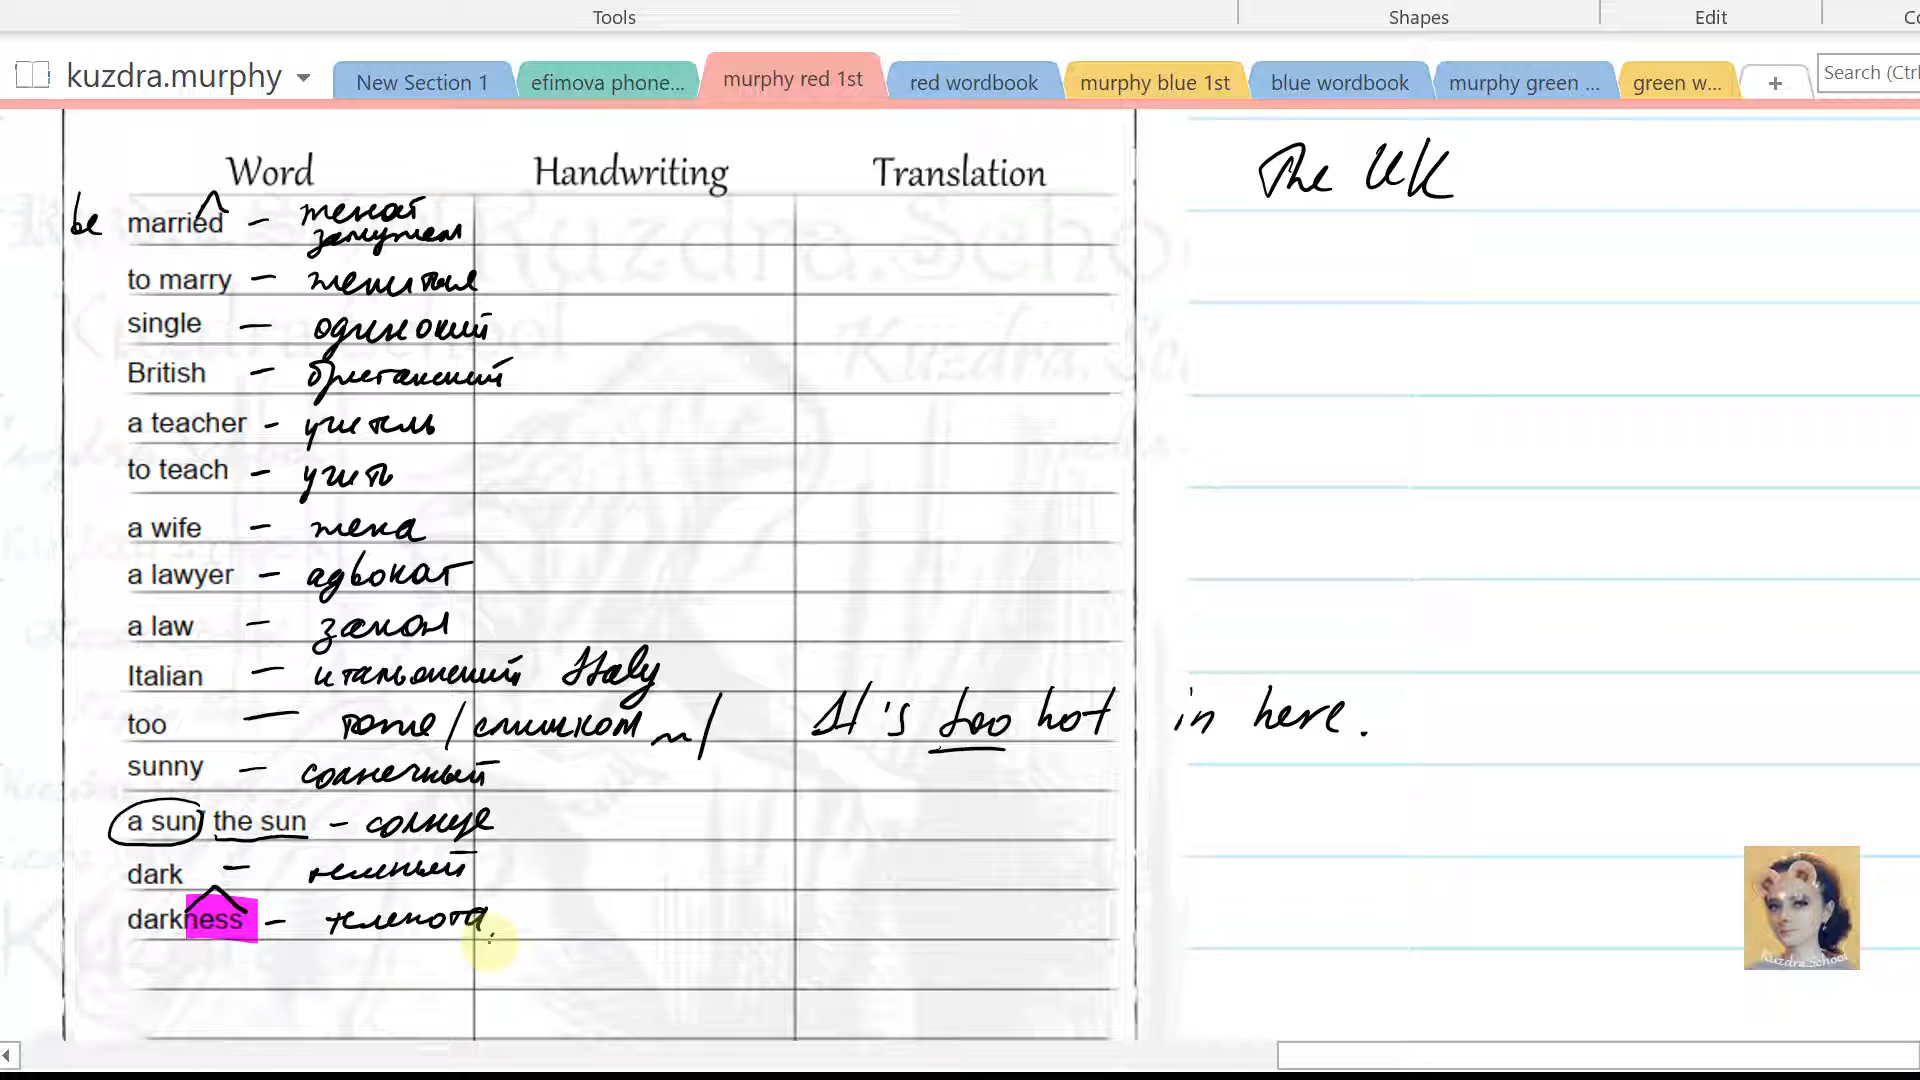 Tools Shapes Edit
kuzdra.murphy New Section 1 efimova phone... murphy red 1st red wordbook murphy blue 1st blue wordbook murphy green ... green w... + Search (Ctrl
Word Handwriting Translation
The UK
be married – женат
замужем
to marry – жениться
single – одинокий
British – британский
a teacher – учитель
to teach – учить
a wife – жена
a lawyer – адвокат
a law – закон
Italian – итальянский Italy
too – тоже / слишком / It's too hot in here.
sunny – солнечный
a sun/ the sun – солнце
dark – темный
darkness – темнота
Kuzdra.School